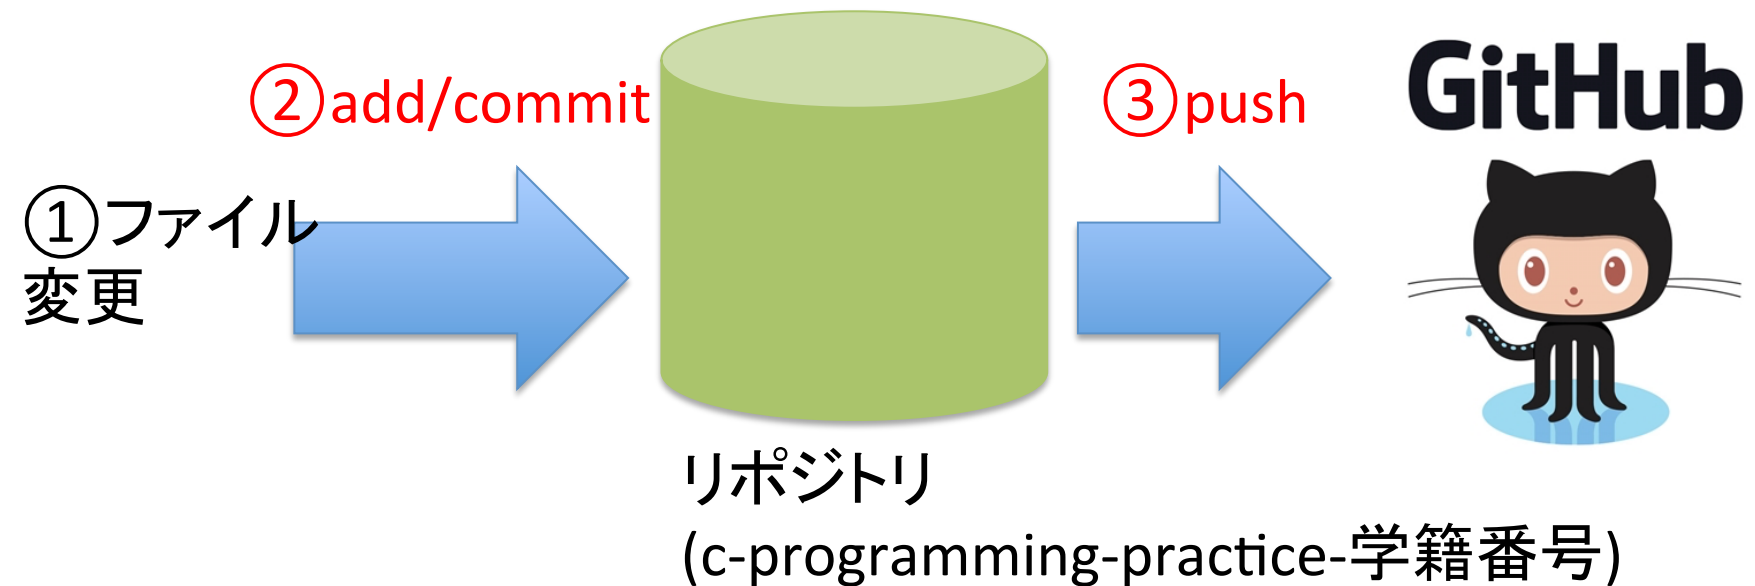 ①ファイル
変更
②add/commit
③push
GitHub
リポジトリ
(c-programming-practice-学籍番号)